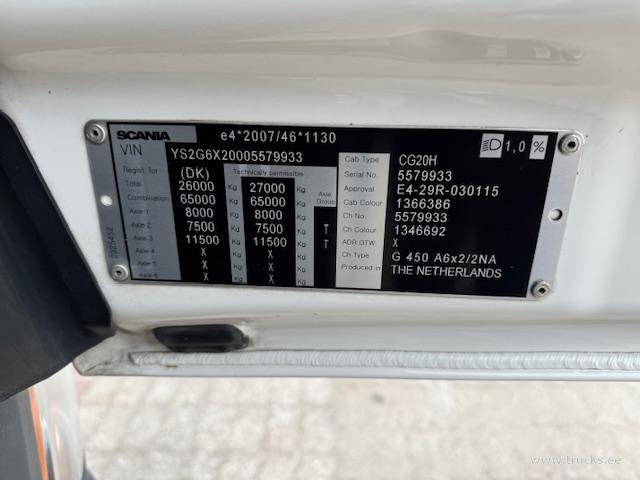 SCANIA e4*2007/46*1130 1,0 %
VIN YS2G6X20005579933
Regist. for (DK) Technically permissible
Total 26000 Kg 27000 Kg Axle Group
Combination 65000 Kg 65000 Kg
Axle 1 8000 Kg 8000 Kg
Axle 2 7500 Kg 7500 Kg T
Axle 3 11500 Kg 11500 Kg T
Axle 4 X Kg X Kg
Axle 5 X Kg X Kg
Axle 6 X Kg X Kg
Cab Type CG20H
Serial No. 5579933
Approval E4-29R-030115
Cab Colour 1366386
Ch No. 5579933
Ch Colour 1346692
ADR GTW X
Ch Type G 450 A6x2/2NA
Produced in THE NETHERLANDS
www.trucks.ee